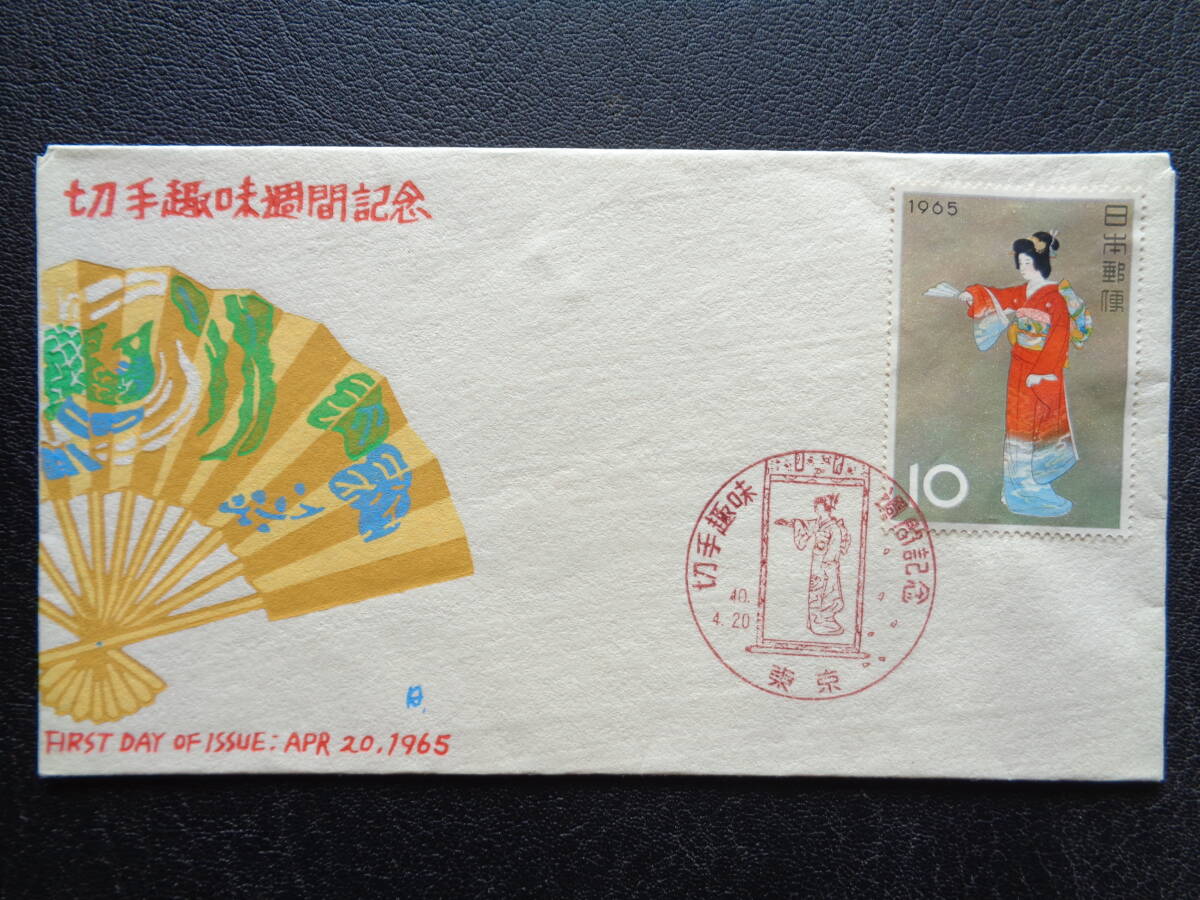 切手趣味週間記念
1965
日本郵便
10
切手趣味 週間記念
40.
4.20
東京
FIRST DAY OF ISSUE: APR 20, 1965